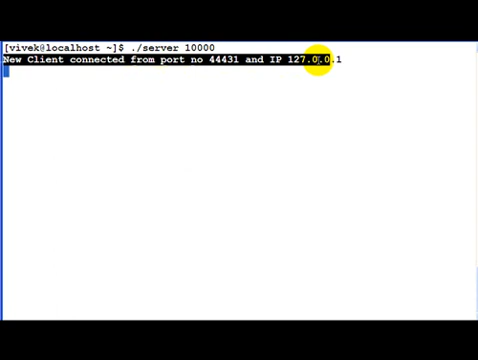 [vivek@localhost ~]$ ./server 10000
New Client connected from port no 44431 and IP 127.0.0.1